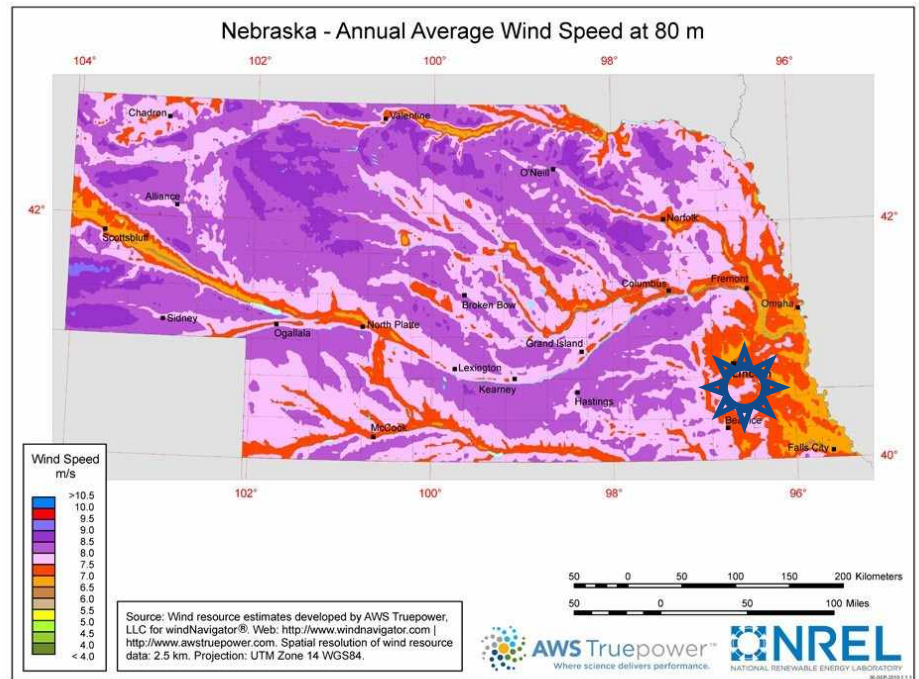 Nebraska - Annual Average Wind Speed at 80 m
104° 102° 100° 98° 96°
Chadron
Valentine
O'Neill
Alliance
42° 42°
Norfolk
Scottsbluff
Columbus Fremont
Broken Bow
Omaha
Sidney
Ogallala North Platte
Grand Island
Lexington
Kearney
Hastings
McCook
Falls City
40°
102° 100° 98° 96°
Wind Speed
m/s
>10.5
10.0
9.5
9.0
8.5
8.0
7.5
7.0
6.5
6.0
5.5
5.0
4.5
4.0
< 4.0
50 0 50 100 150 200 Kilometers
50 0 50 100 Miles
Source: Wind resource estimates developed by AWS Truepower,
LLC for windNavigator®. Web: http://www.windnavigator.com |
http://www.awstruepower.com. Spatial resolution of wind resource
data: 2.5 km. Projection: UTM Zone 14 WGS84.
AWS Truepower™
Where science delivers performance.
NREL
NATIONAL RENEWABLE ENERGY LABORATORY